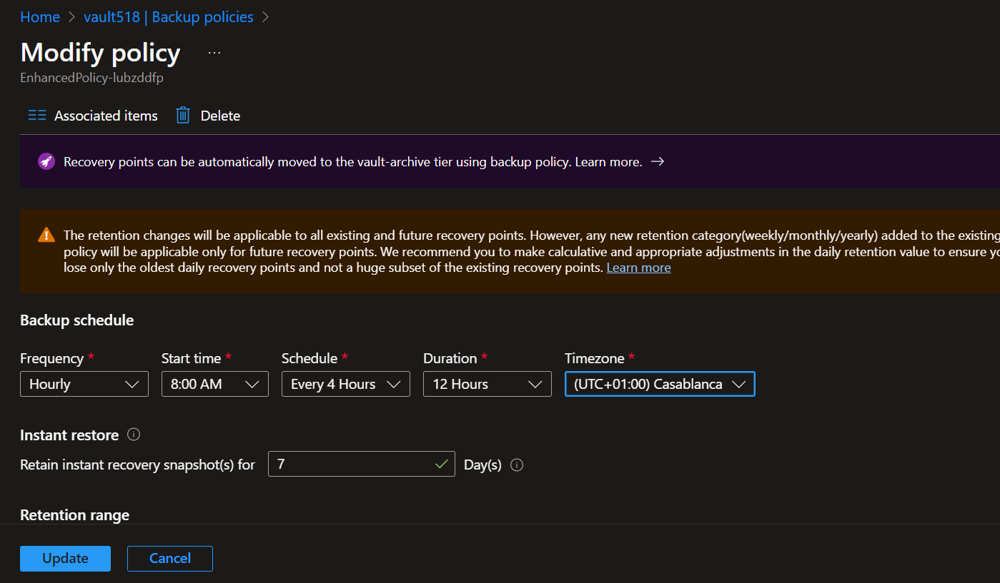 Home > vault518 | Backup policies >
Modify policy ...
EnhancedPolicy-lubzddfp
Associated items Delete
Recovery points can be automatically moved to the vault-archive tier using backup policy. Learn more. →
The retention changes will be applicable to all existing and future recovery points. However, any new retention category(weekly/monthly/yearly) added to the existing
policy will be applicable only for future recovery points. We recommend you to make calculative and appropriate adjustments in the daily retention value to ensure
lose only the oldest daily recovery points and not a huge subset of the existing recovery points. Learn more
Backup schedule
Frequency * Start time * Schedule * Duration * Timezone *
Hourly 8:00 AM Every 4 Hours 12 Hours (UTC+01:00) Casablanca
Instant restore
Retain instant recovery snapshot(s) for 7 Day(s)
Retention range
Update Cancel